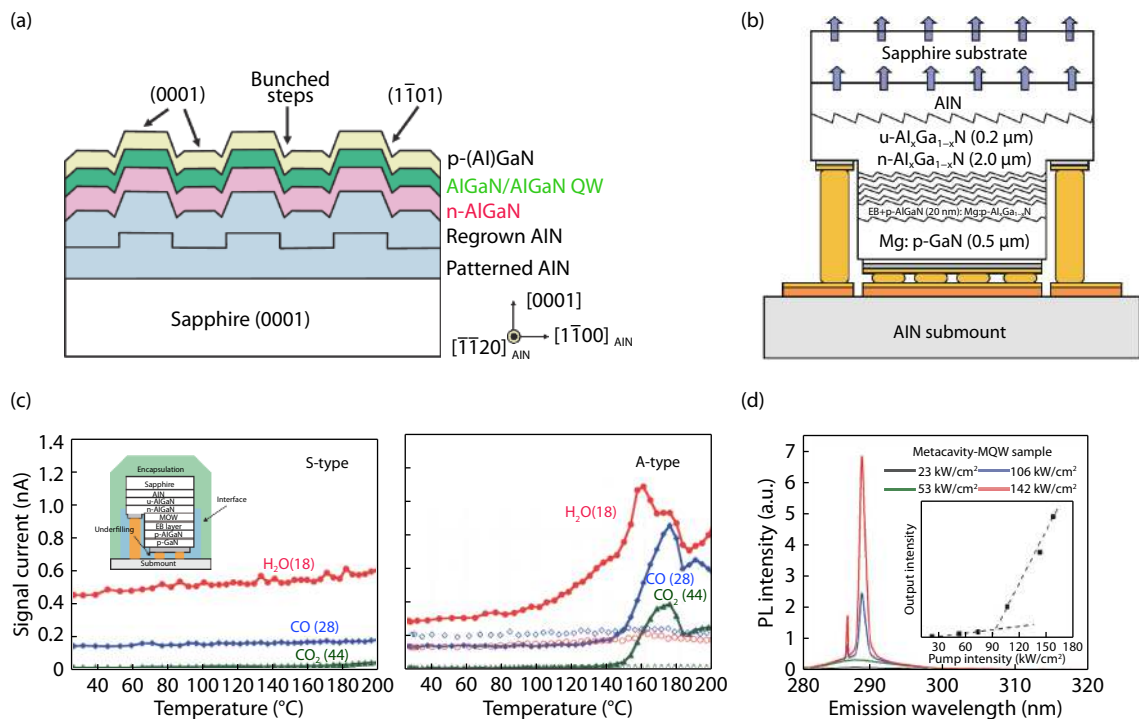 (a)
(0001)
Bunched
steps
(11̅01)
p-(Al)GaN
AlGaN/AlGaN QW
n-AlGaN
Regrown AlN
Patterned AlN
Sapphire (0001)
[0001]
[1̅1̅20] AlN
[11̅00] AlN
(b)
Sapphire substrate
AlN
u-AlxGa1−xN (0.2 μm)
n-AlxGa1−xN (2.0 μm)
EB+p-AlGaN (20 nm): Mg:p-AlxGa1−xN
Mg: p-GaN (0.5 μm)
AlN submount
(c)
Signal current (nA)
1.4
1.2
1.0
0.8
0.6
0.4
0.2
0
S-type
Encapsulation
Sapphire
AlN
u-AlGaN
n-AlGaN
MOW
EB layer
p-AlGaN
p-GaN
Submount
Interface
Underfilling
H2O(18)
CO (28)
CO2 (44)
40 60 80 100 120 140 160 180 200
Temperature (°C)
A-type
H2O(18)
CO (28)
CO2 (44)
40 60 80 100 120 140 160 180 200
Temperature (°C)
(d)
PL intensity (a.u.)
7
6
5
4
3
2
1
0
Metacavity-MQW sample
23 kW/cm2 106 kW/cm2
53 kW/cm2 142 kW/cm2
Output intensity
30 60 90 120 150 180
Pump intensity (kW/cm2)
280 290 300 310 320
Emission wavelength (nm)